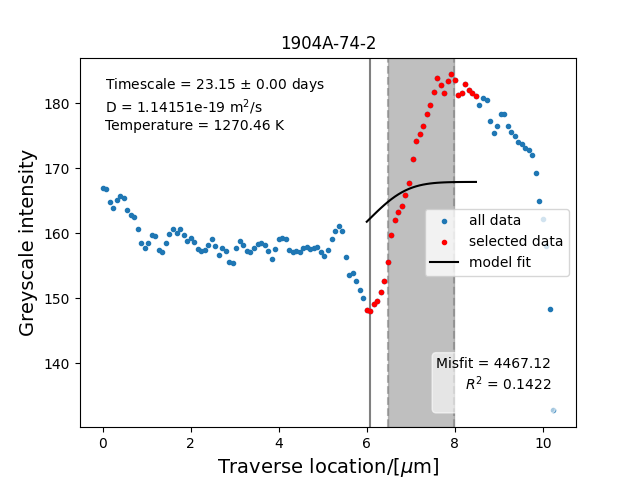 1904A-74-2
Timescale = 23.15 ± 0.00 days
D = 1.14151e-19 m²/s
Temperature = 1270.46 K
180
170
160
150
140
Greyscale intensity
all data
selected data
model fit
Misfit = 4467.12
R² = 0.1422
0 2 4 6 8 10
Traverse location/[μm]